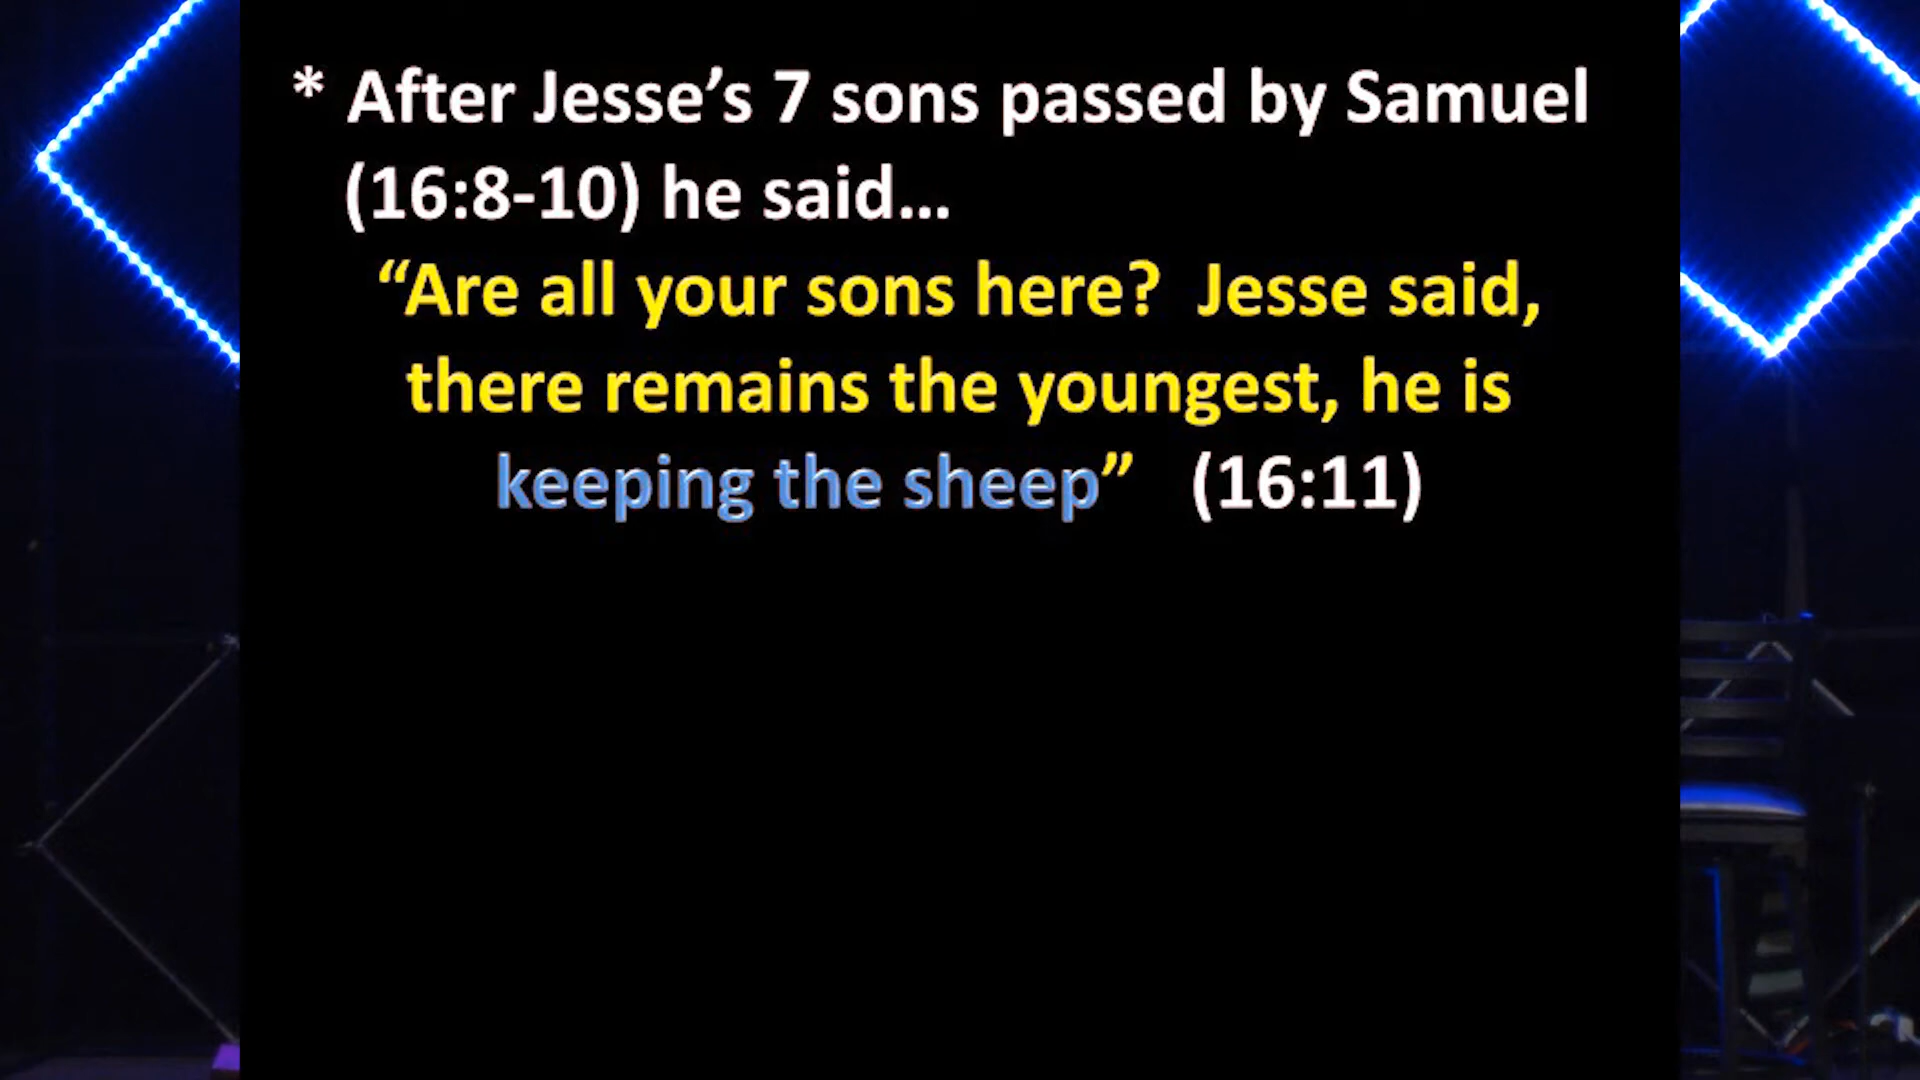 * After Jesse’s 7 sons passed by Samuel
(16:8-10) he said…
“Are all your sons here?  Jesse said,
there remains the youngest, he is
keeping the sheep”   (16:11)